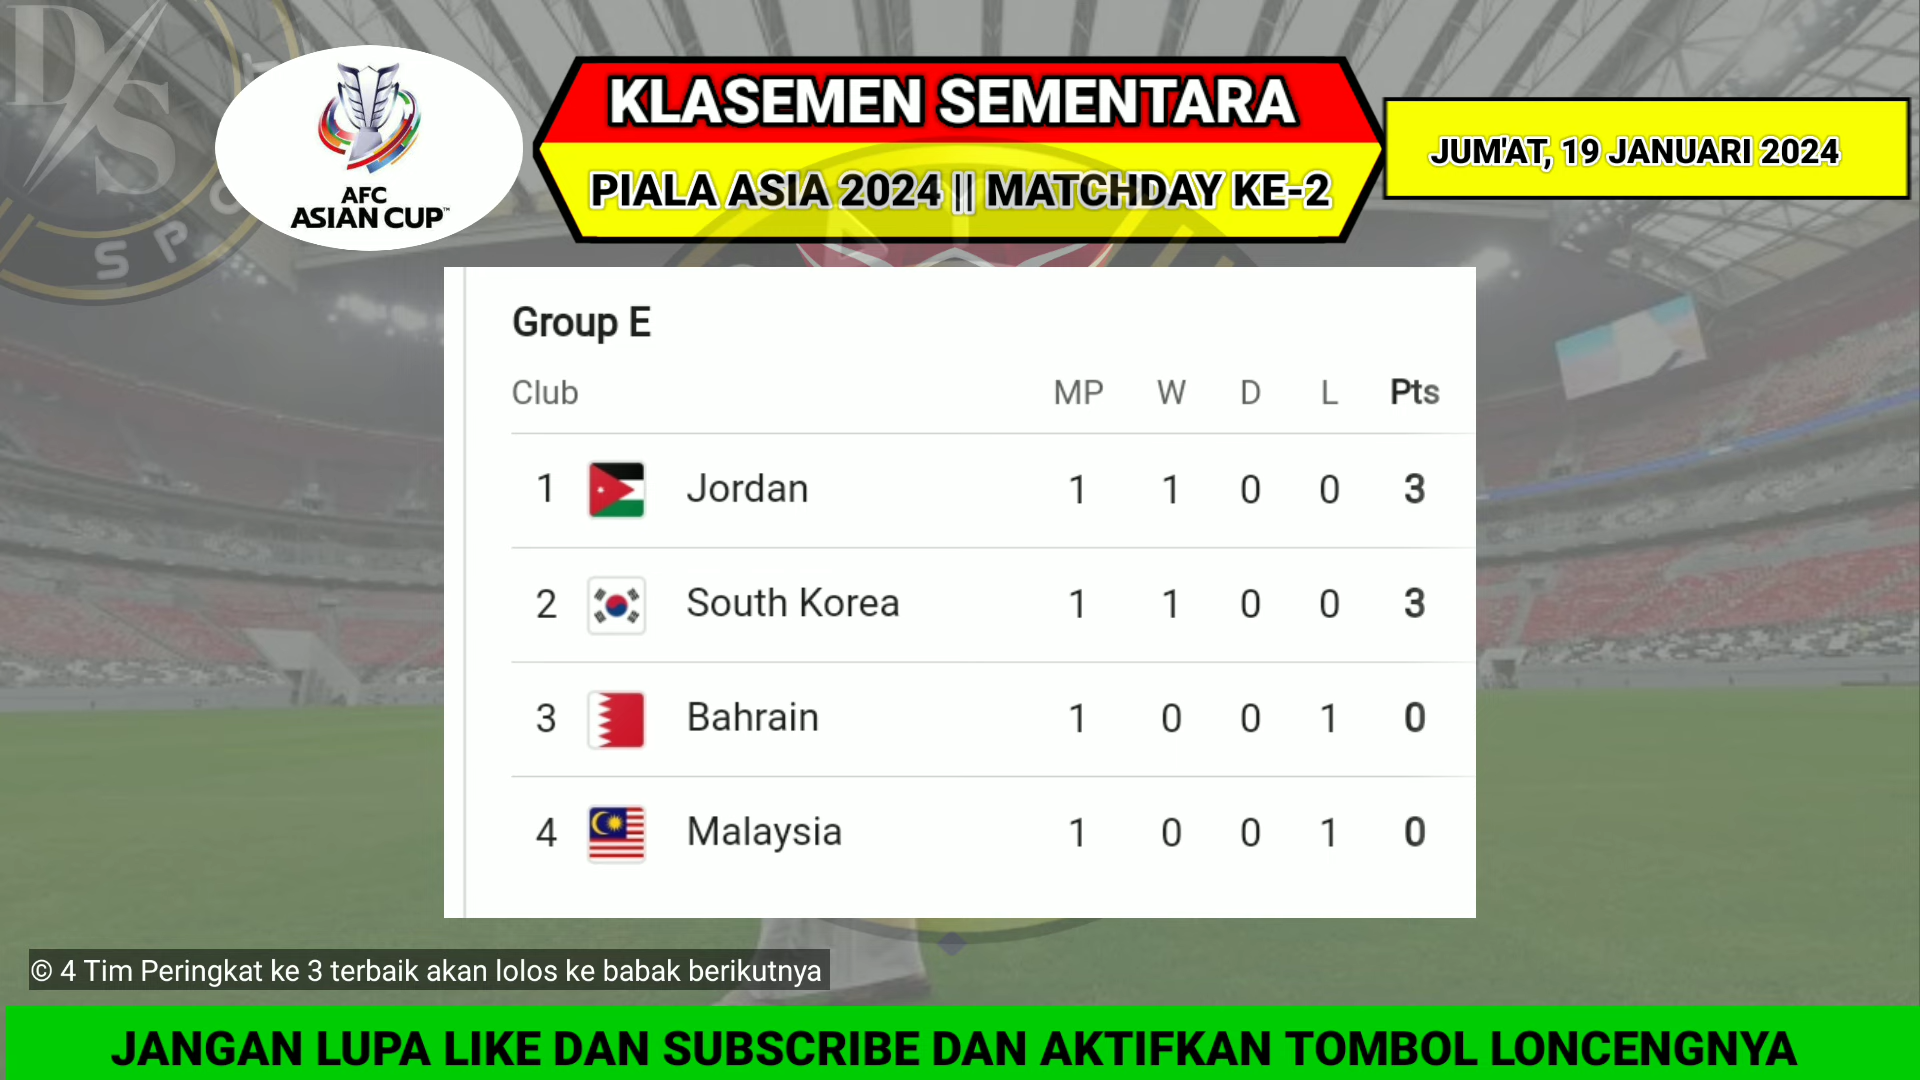 D/S
SPO
AFC
ASIAN CUP™
KLASEMEN SEMENTARA
PIALA ASIA 2024 || MATCHDAY KE-2
JUM'AT, 19 JANUARI 2024
Group E
Club MP W D L Pts
1 Jordan 1 1 0 0 3
2 South Korea 1 1 0 0 3
3 Bahrain 1 0 0 1 0
4 Malaysia 1 0 0 1 0
© 4 Tim Peringkat ke 3 terbaik akan lolos ke babak berikutnya
JANGAN LUPA LIKE DAN SUBSCRIBE DAN AKTIFKAN TOMBOL LONCENGNYA